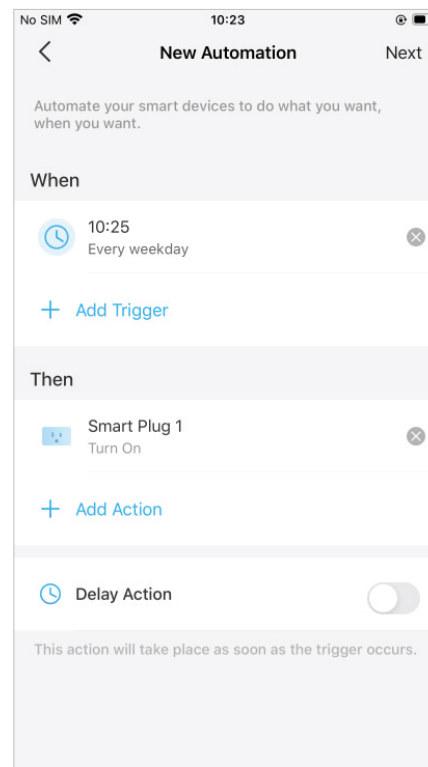 No SIM 10:23
New Automation Next
Automate your smart devices to do what you want,
when you want.
When
10:25
Every weekday
Add Trigger
Then
Smart Plug 1
Turn On
Add Action
Delay Action
This action will take place as soon as the trigger occurs.